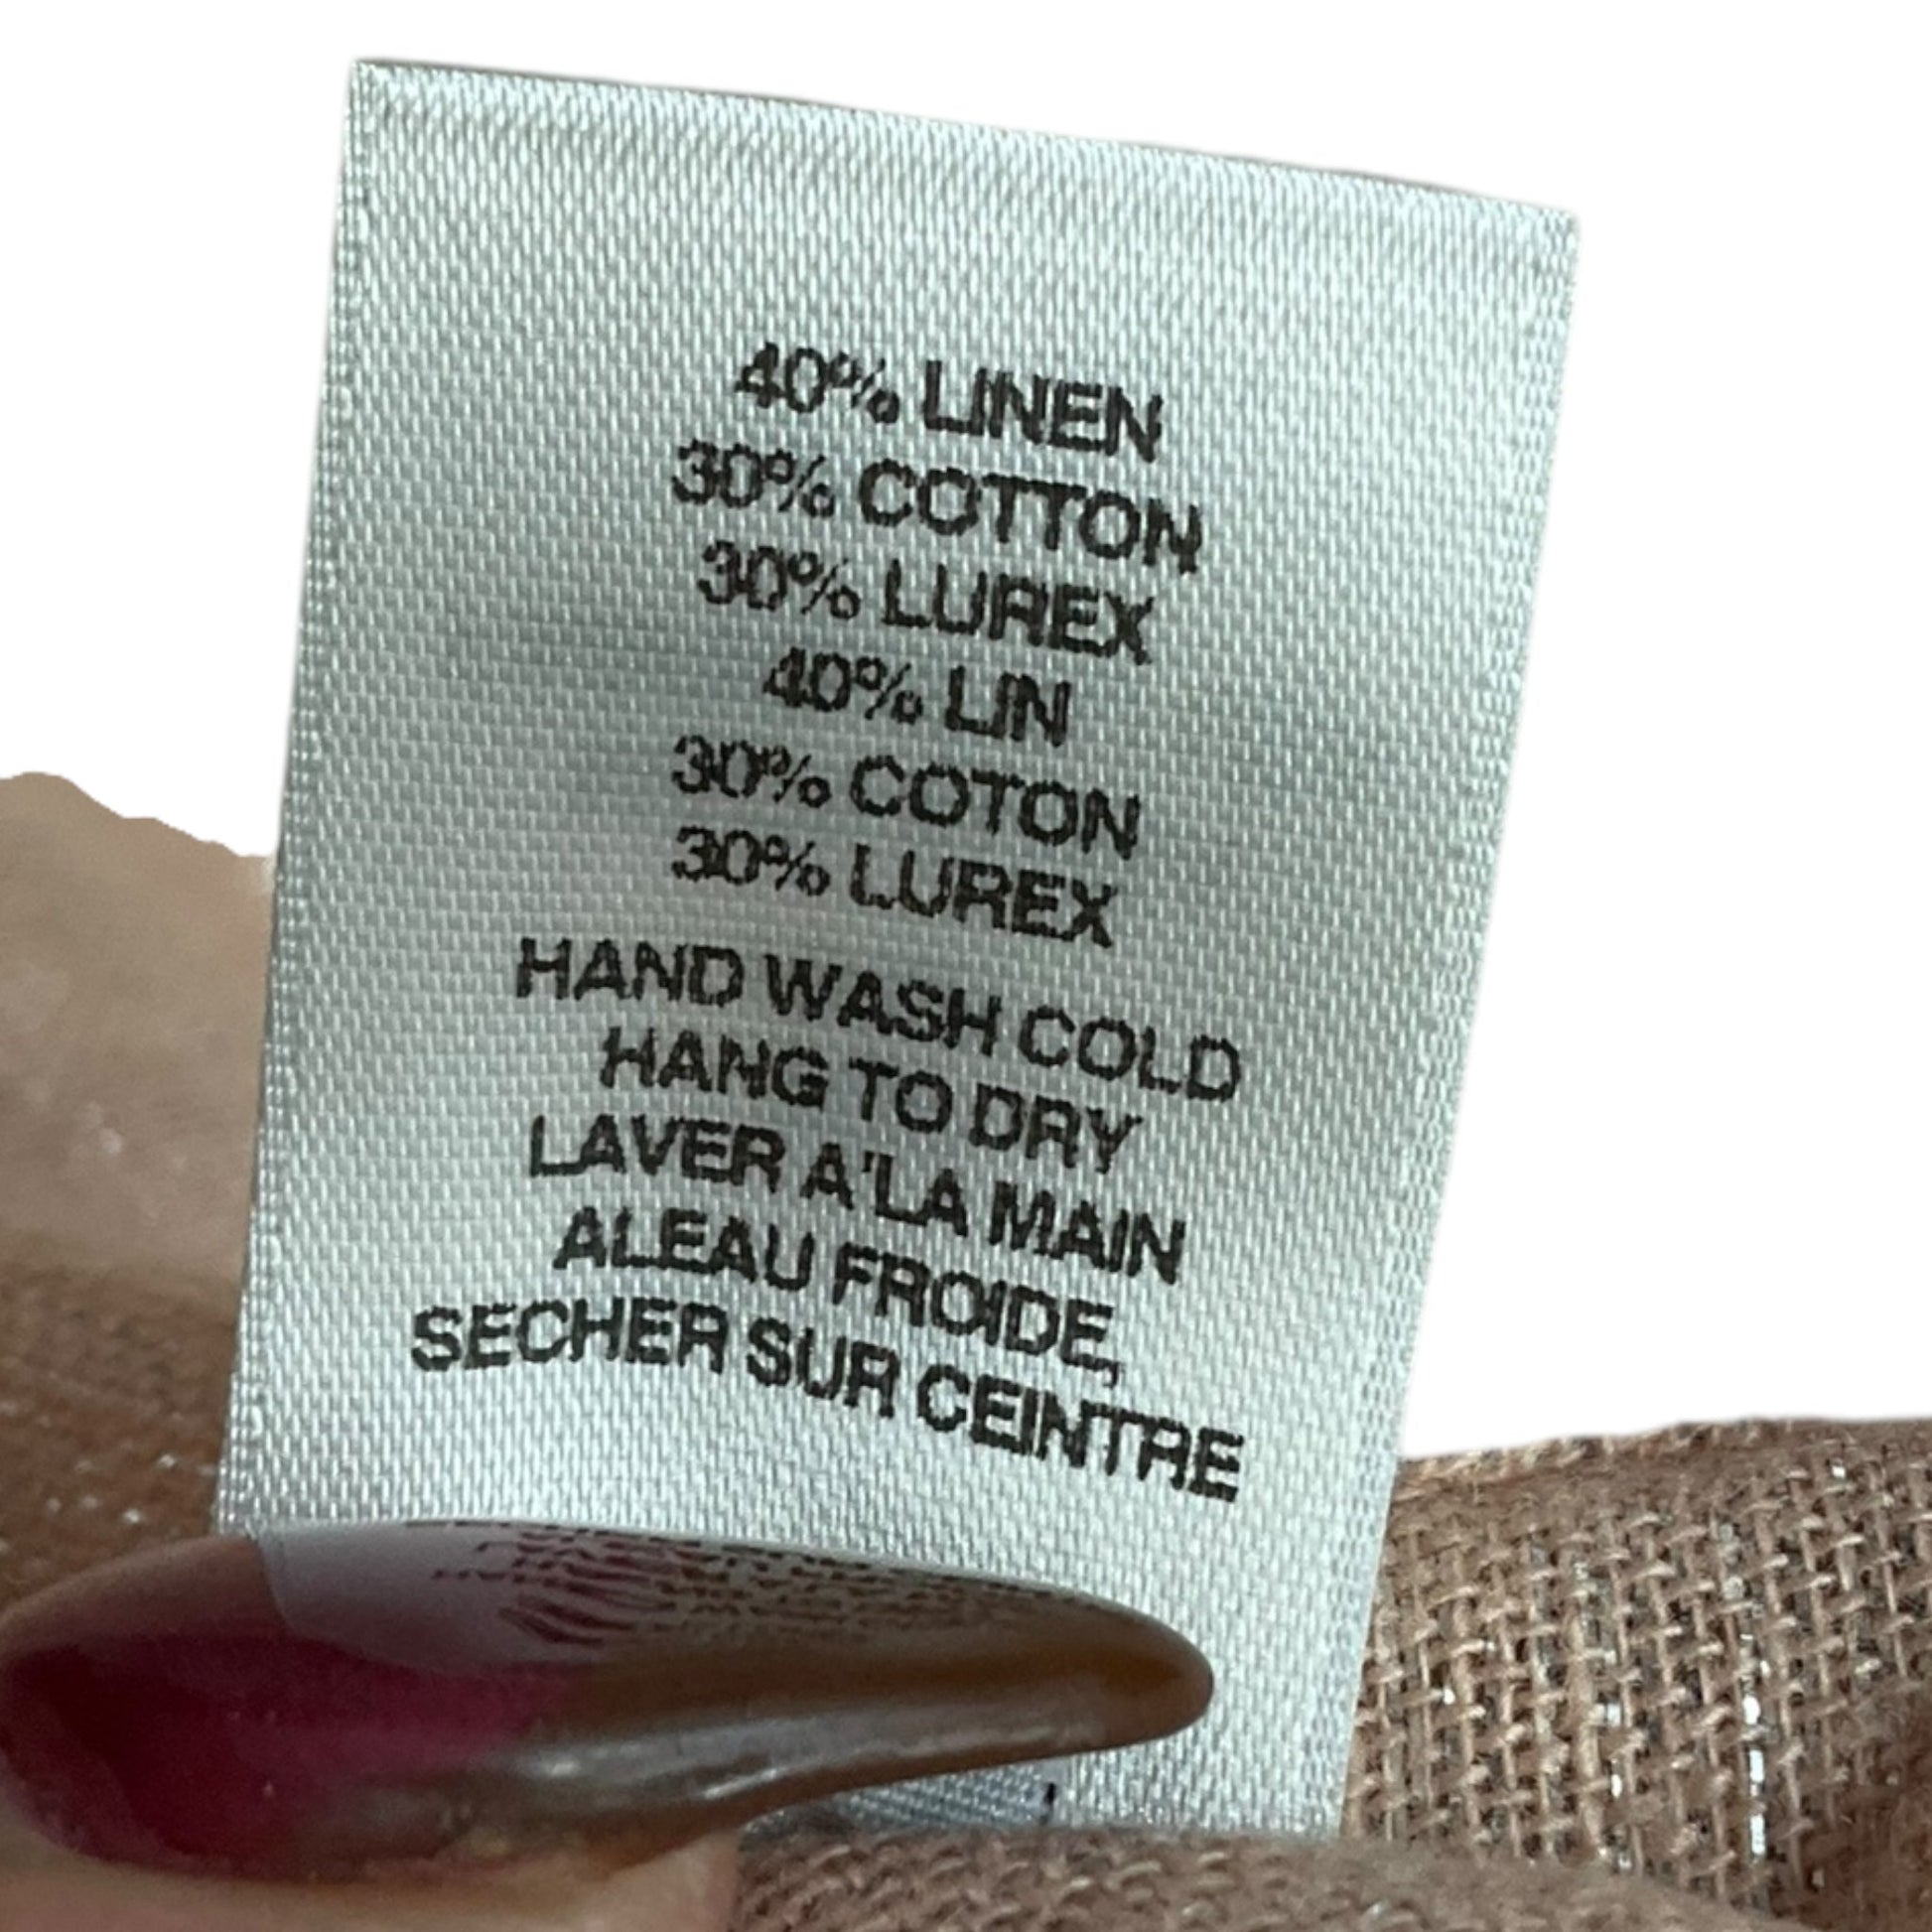 40% LINEN
30% COTTON
30% LUREX
40% LIN
30% COTON
30% LUREX
HAND WASH COLD
HANG TO DRY
LAVER A'LA MAIN
ALEAU FROIDE,
SECHER SUR CEINTRE